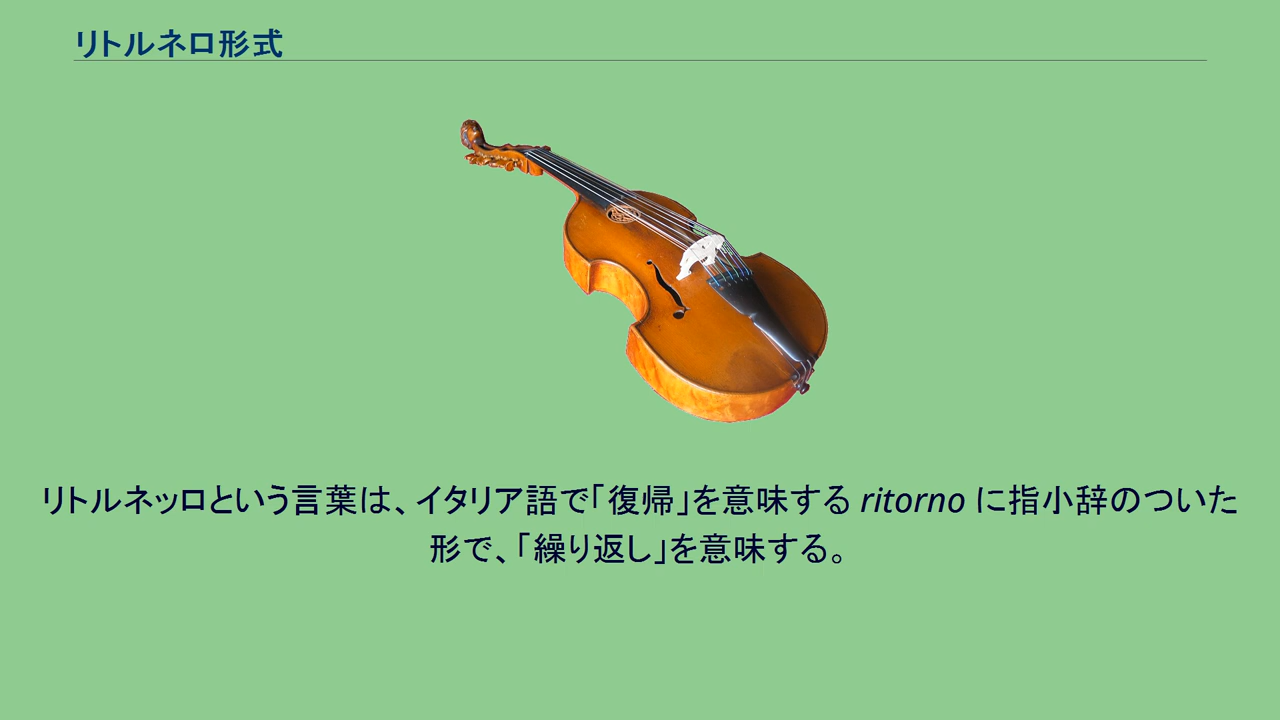 リトルネロ形式
リトルネッロという言葉は、イタリア語で「復帰」を意味する ritorno に指小辞のついた
形で、「繰り返し」を意味する。